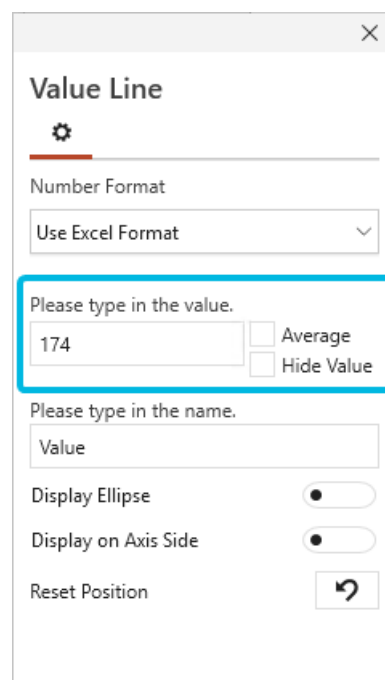 Value Line
Number Format
Use Excel Format
Please type in the value.
174
Average
Hide Value
Please type in the name.
Value
Display Ellipse
Display on Axis Side
Reset Position